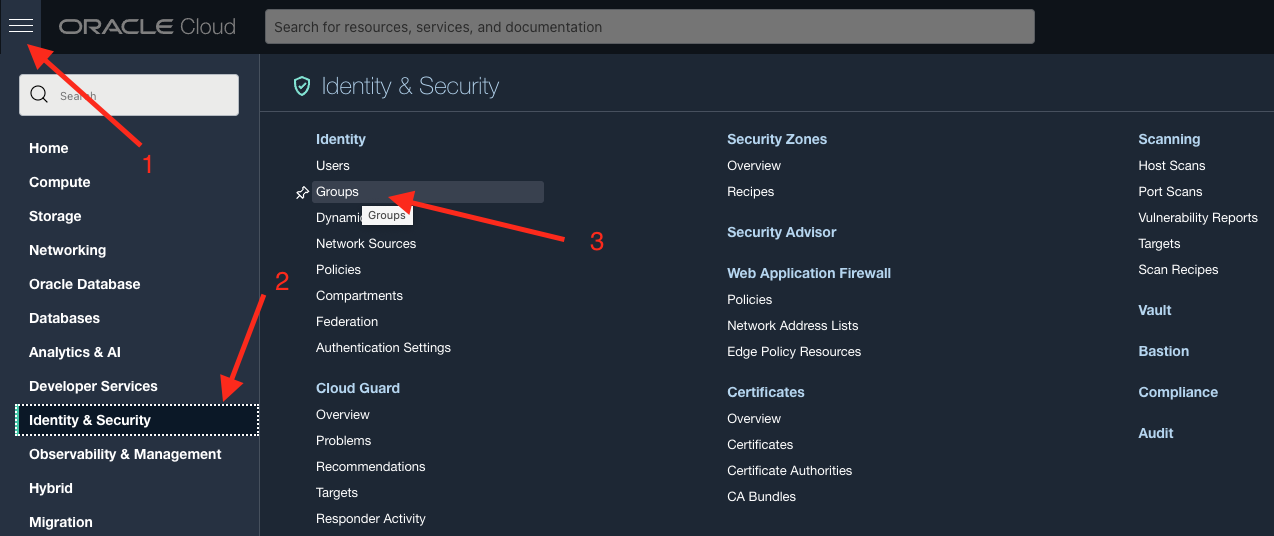 ORACLE Cloud
Search for resources, services, and documentation
Search
1
Home
Compute
Storage
Networking
Oracle Database
2
Databases
Analytics & AI
Developer Services
Identity & Security
Observability & Management
Hybrid
Migration
Identity & Security
Identity
Users
Groups
Groups
3
Network Sources
Policies
Compartments
Federation
Authentication Settings
Cloud Guard
Overview
Problems
Recommendations
Targets
Responder Activity
Security Zones
Overview
Recipes
Security Advisor
Web Application Firewall
Policies
Network Address Lists
Edge Policy Resources
Certificates
Overview
Certificates
Certificate Authorities
CA Bundles
Scanning
Host Scans
Port Scans
Vulnerability Reports
Targets
Scan Recipes
Vault
Bastion
Compliance
Audit